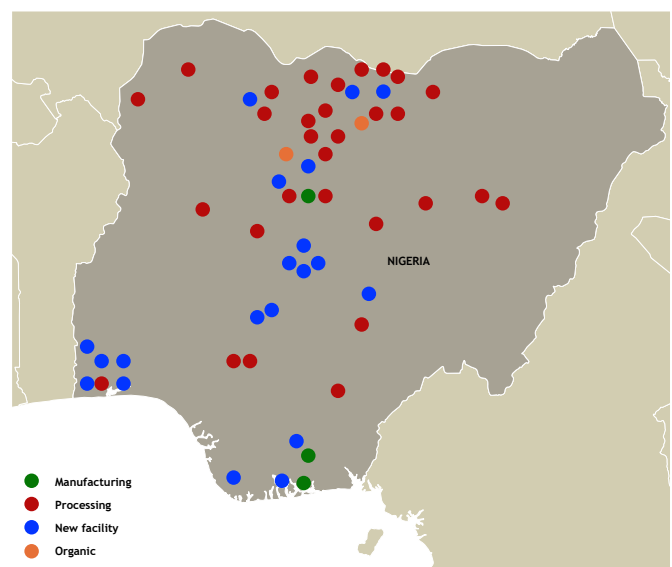 NIGERIA
Manufacturing
Processing
New facility
Organic